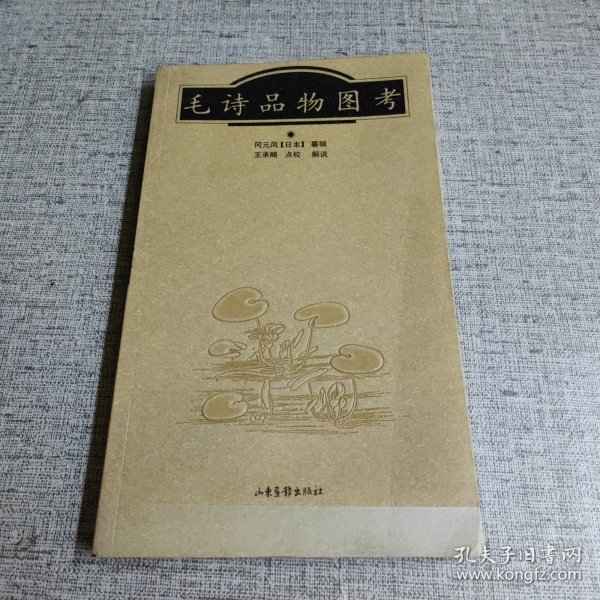 毛诗品物图考
冈元凤【日本】 纂辑
王承略 点校 解说
山东画报出版社
孔夫子旧书网
www.kongfz.com